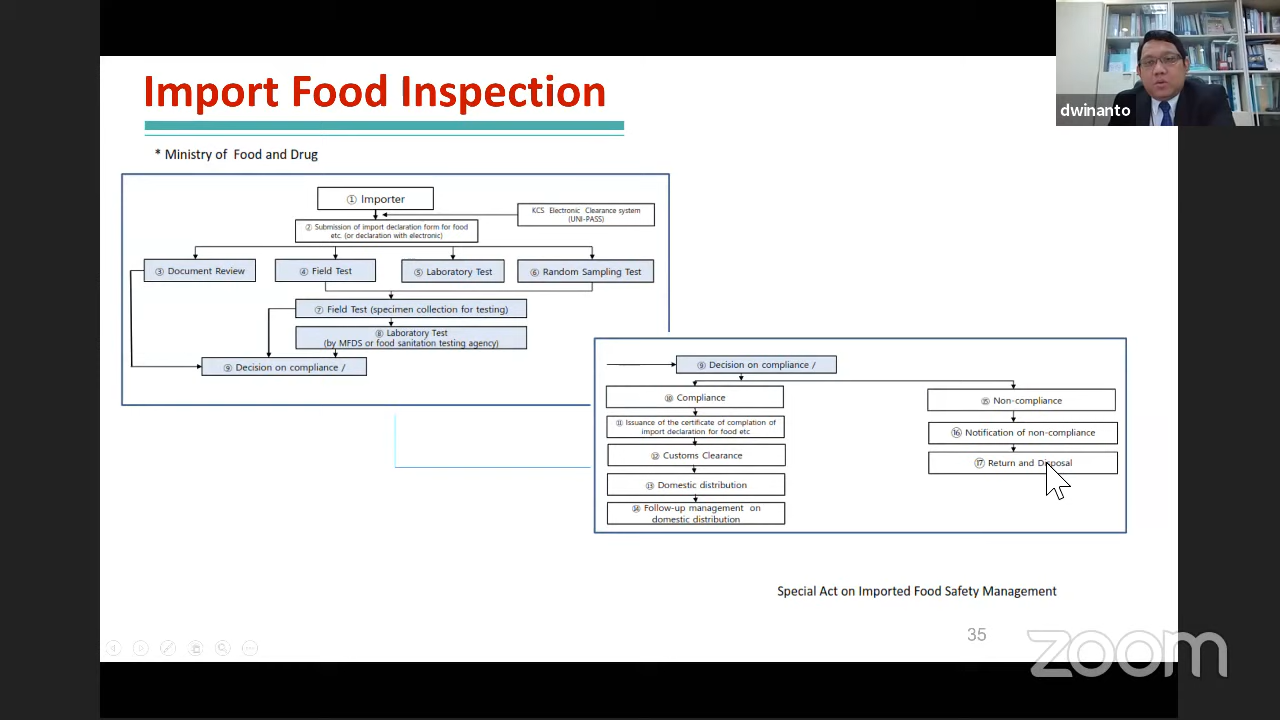 Import Food Inspection
dwinanto
* Ministry of Food and Drug
① Importer
KCS Electronic Clearance system
(UNI-PASS)
② Submission of import declaration form for food
etc. (or declaration with electronic)
③ Document Review
④ Field Test
⑤ Laboratory Test
⑥ Random Sampling Test
⑦ Field Test (specimen collection for testing)
⑧ Laboratory Test
(by MFDS or food sanitation testing agency)
⑨ Decision on compliance /
⑨ Decision on compliance /
⑩ Compliance
⑪ Issuance of the certificate of complation of
import declaration for food etc
⑫ Customs Clearance
⑬ Domestic distribution
⑭ Follow-up management on
domestic distribution
⑮ Non-compliance
⑯ Notification of non-compliance
⑰ Return and Disposal
Special Act on Imported Food Safety Management
35
zoom